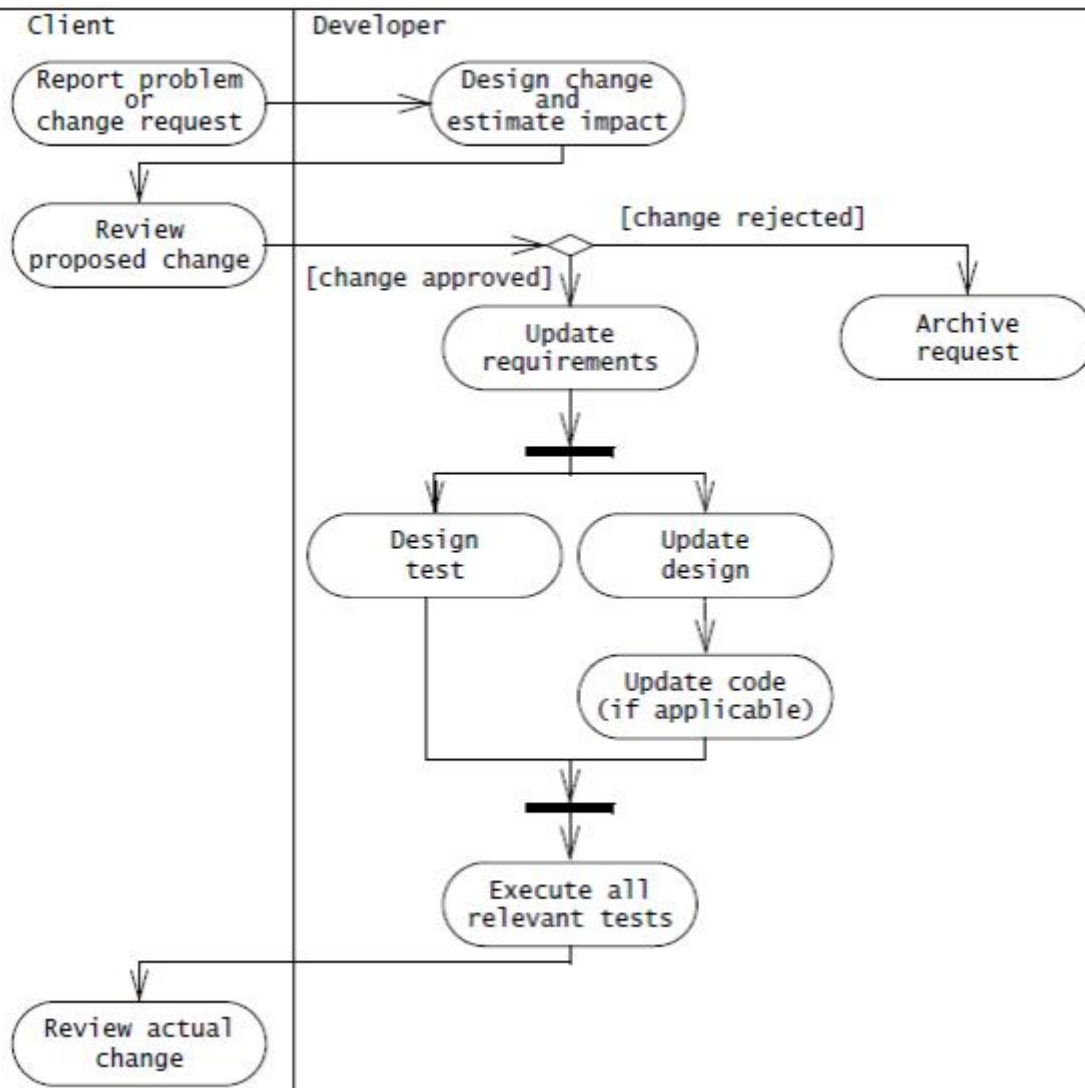 Client
Developer
Report problem
or
change request
Design change
and
estimate impact
Review
proposed change
[change rejected]
[change approved]
Update
requirements
Archive
request
Design
test
Update
design
Update code
(if applicable)
Execute all
relevant tests
Review actual
change